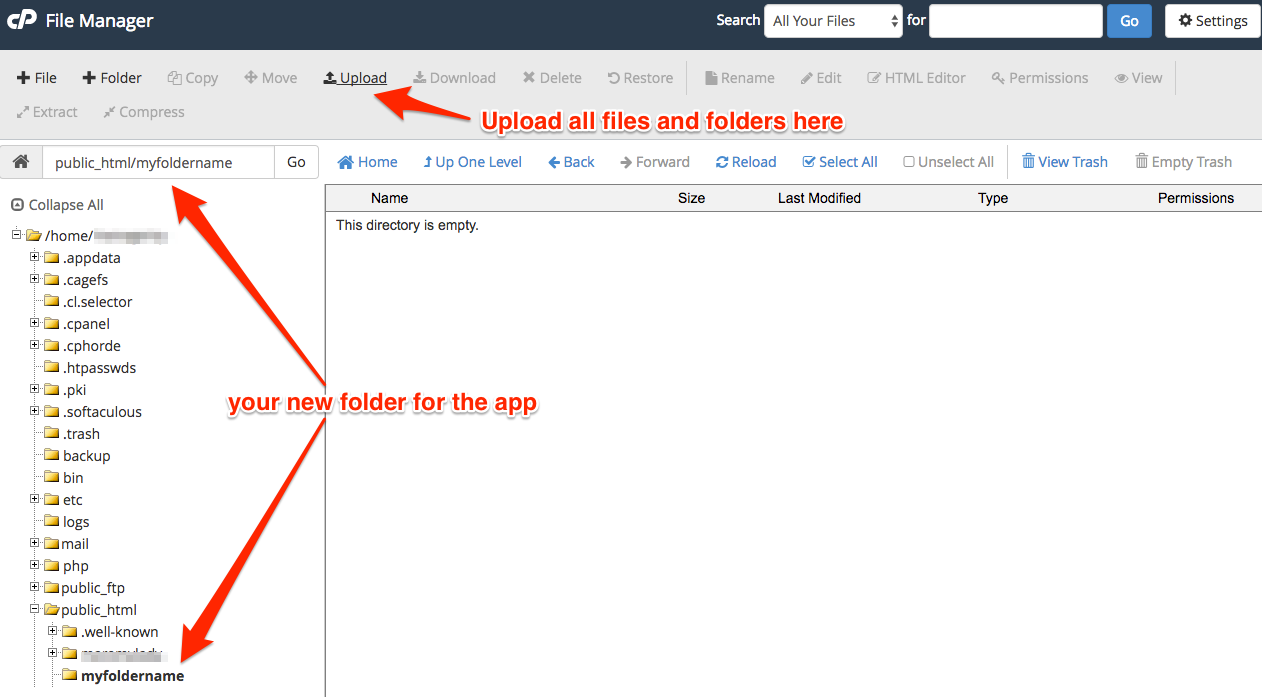 cP File Manager
Search All Your Files for Go Settings
File Folder Copy Move Upload Download Delete Restore Rename Edit HTML Editor Permissions View
Extract Compress
Upload all files and folders here
public_html/myfoldername Go Home Up One Level Back Forward Reload Select All Unselect All View Trash Empty Trash
Collapse All
Name Size Last Modified Type Permissions
This directory is empty.
/home/
.appdata
.cagefs
.cl.selector
.cpanel
.cphorde
.htpasswds
.pki
your new folder for the app
.softaculous
.trash
backup
bin
etc
logs
mail
php
public_ftp
public_html
.well-known
myfoldername